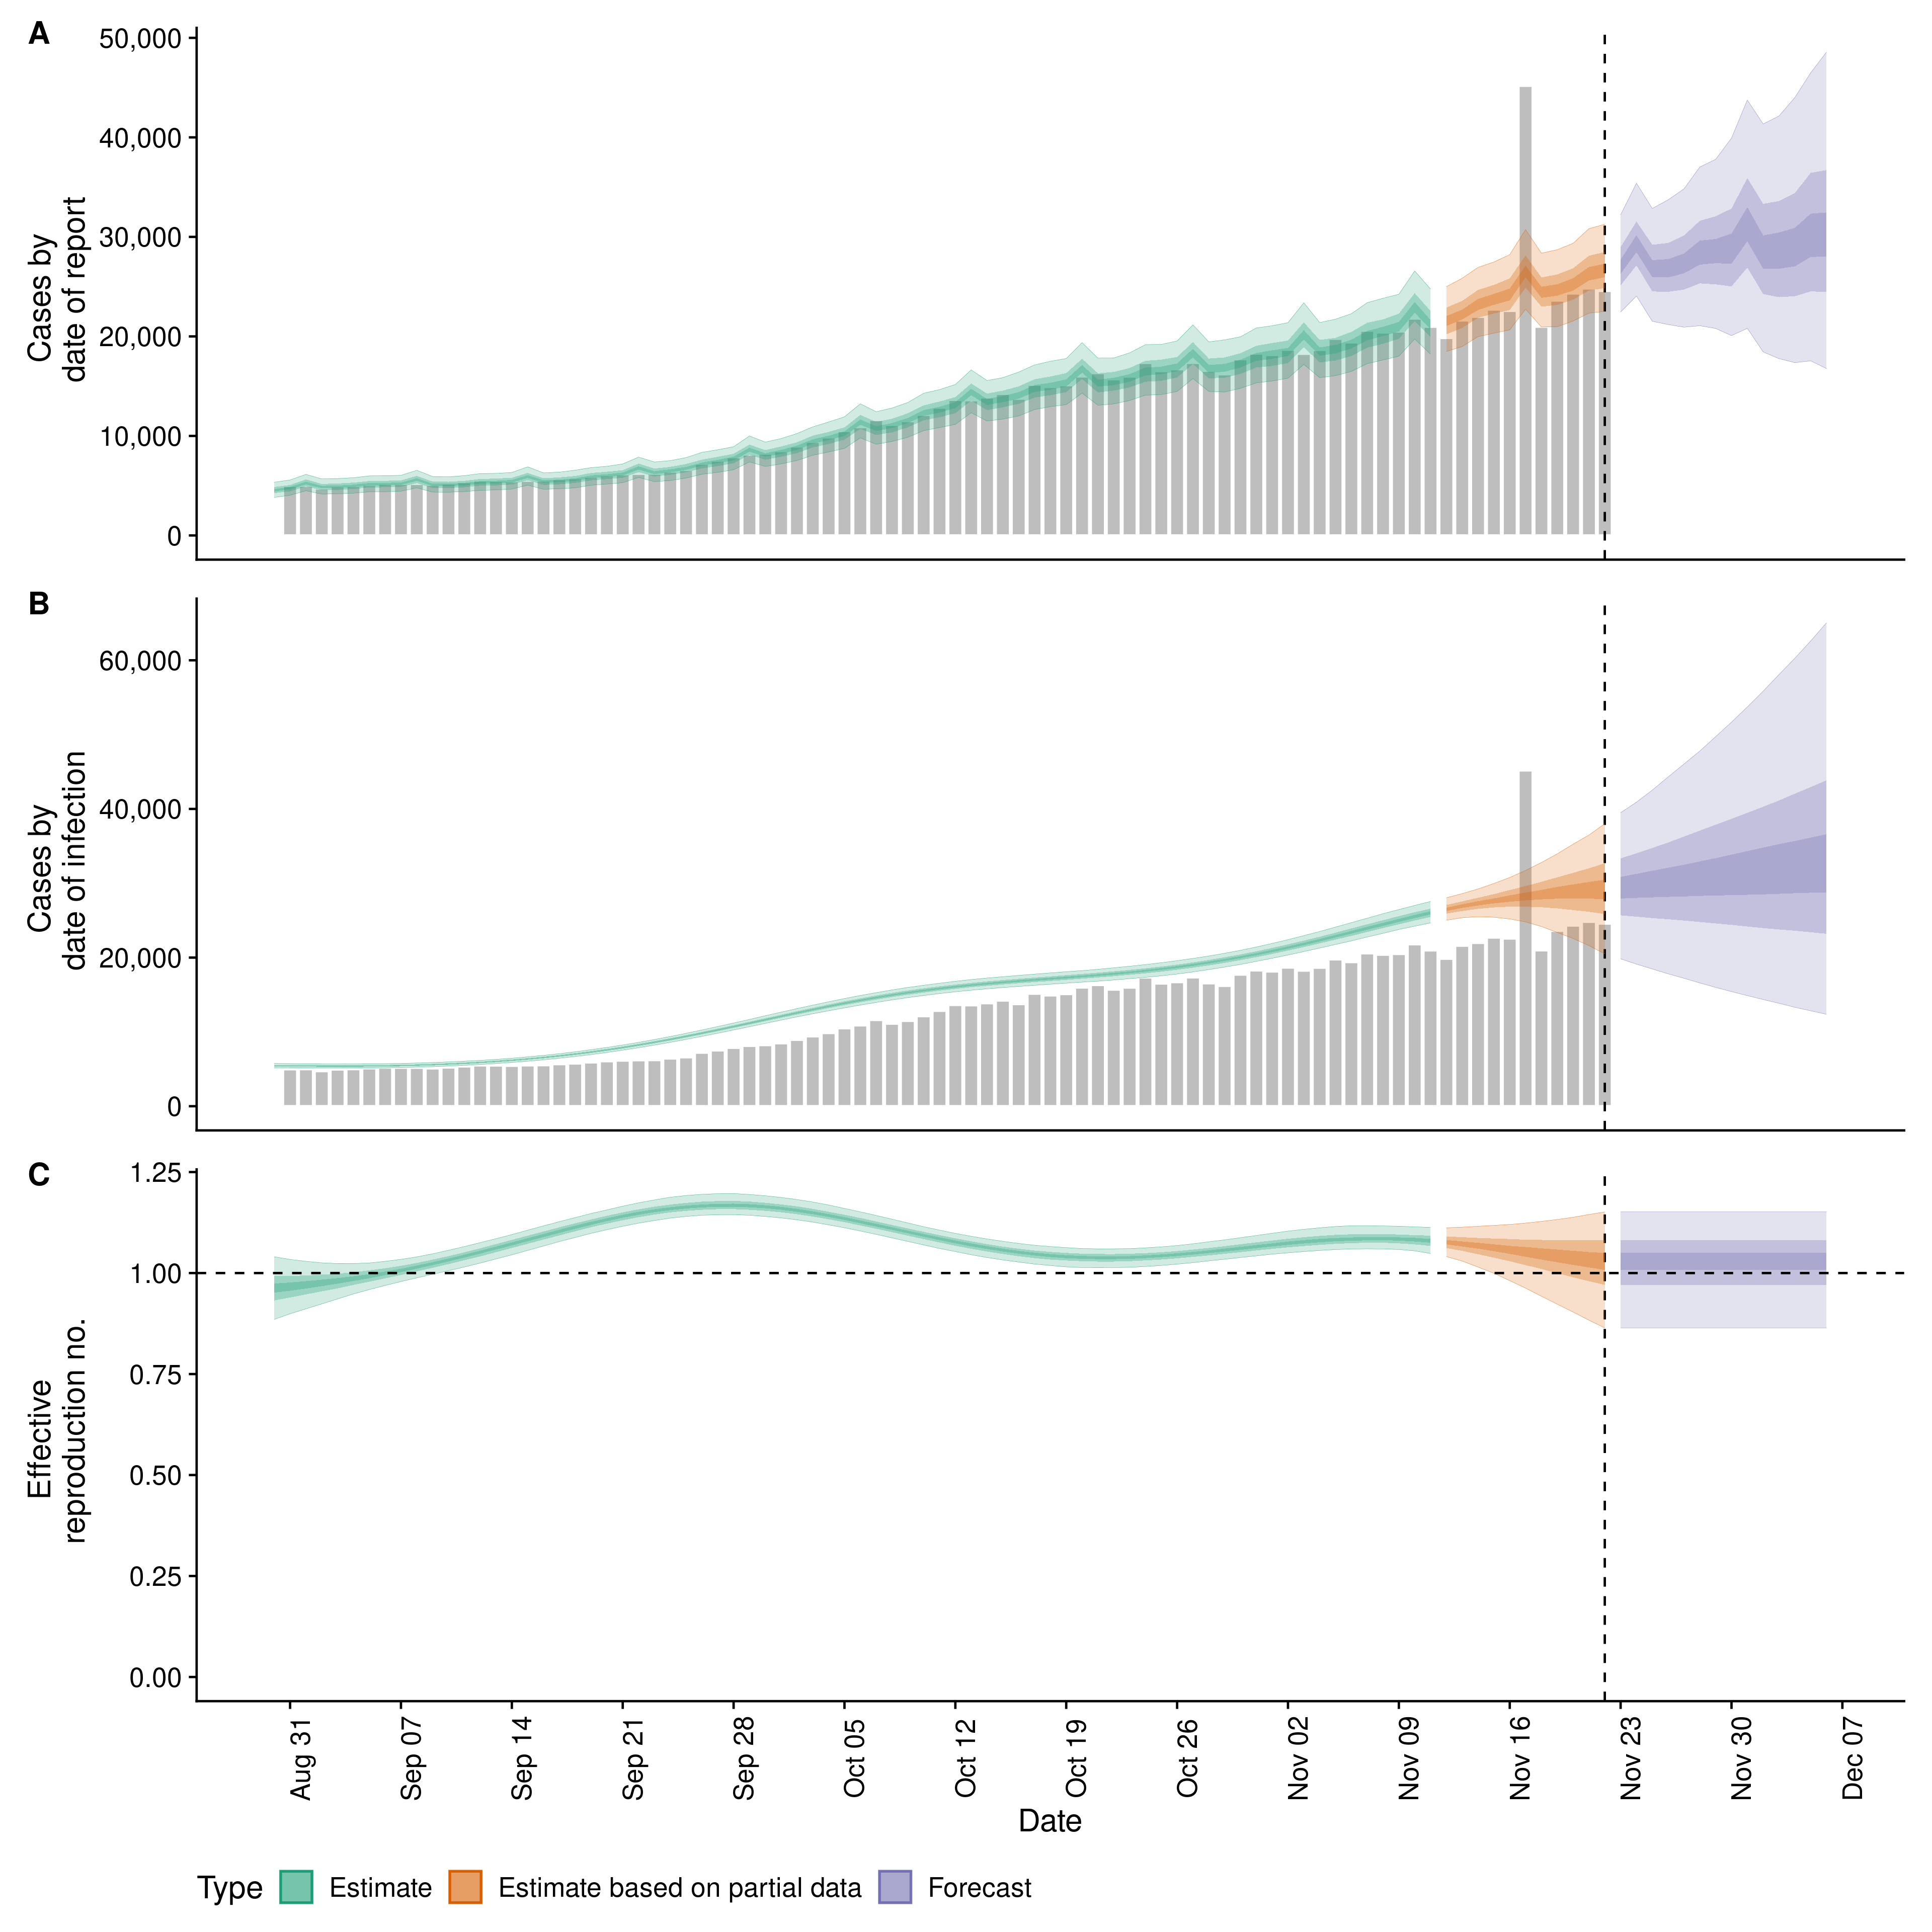 A
50,000
40,000
30,000
20,000
10,000
0
Cases by
date of report
B
60,000
40,000
20,000
0
Cases by
date of infection
C
1.25
1.00
0.75
0.50
0.25
0.00
Effective
reproduction no.
Aug 31
Sep 07
Sep 14
Sep 21
Sep 28
Oct 05
Oct 12
Oct 19
Oct 26
Nov 02
Nov 09
Nov 16
Nov 23
Nov 30
Dec 07
Date
Type Estimate Estimate based on partial data Forecast